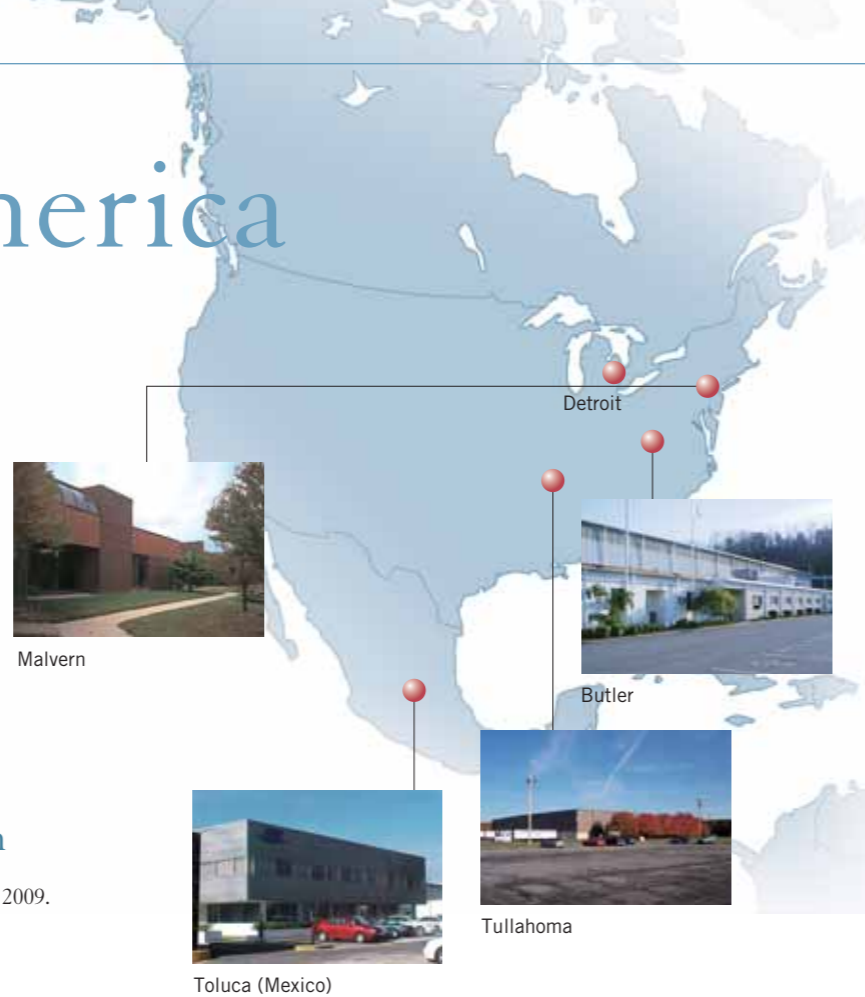 nerica
Detroit
Malvern
Butler
n
2009.
Tullahoma
Toluca (Mexico)